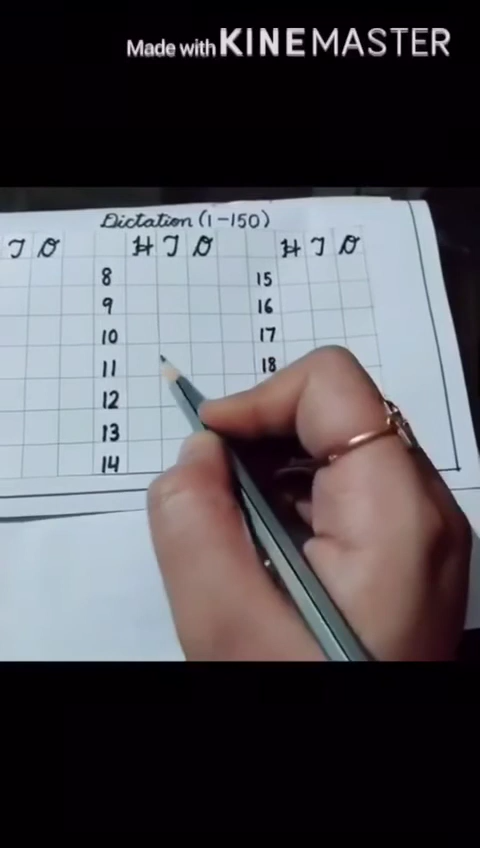 Made with KINEMASTER
Dictation (1-150)
T O H T O H T O
8 15
9 16
10 17
11 18
12
13
14